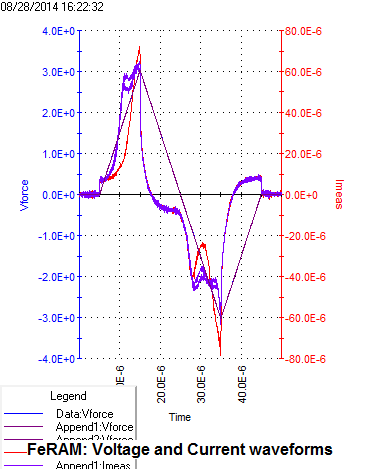 08/28/2014 16:22:32
4.0E+0
3.0E+0
2.0E+0
1.0E+0
0.0E+0
-1.0E+0
-2.0E+0
-3.0E+0
-4.0E+0
Vforce
80.0E-6
60.0E-6
40.0E-6
20.0E-6
0.0E+0
-20.0E-6
-40.0E-6
-60.0E-6
-80.0E-6
Imeas
20.0E-6
30.0E-6
40.0E-6
Time
Legend
Data:Vforce
Append1:Vforce
Append2:Vforce
FeRAM: Voltage and Current waveforms
Append1:Imeas